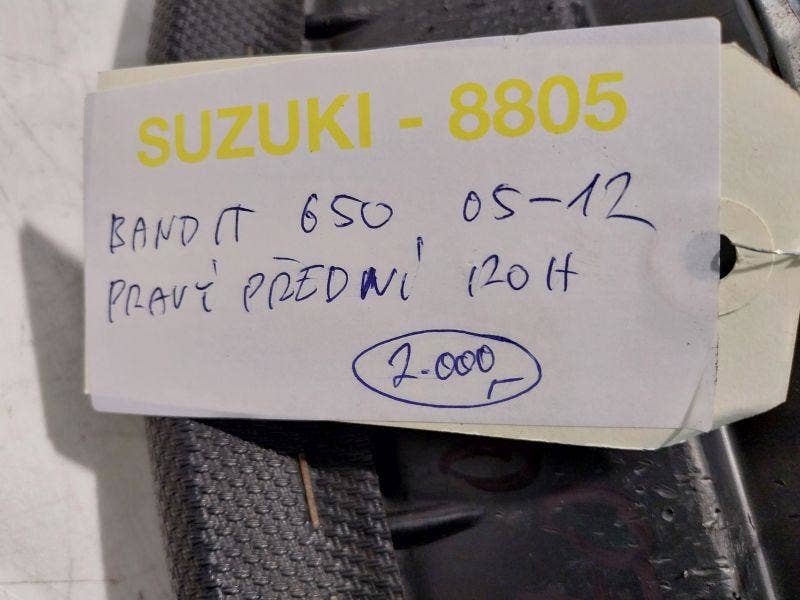 SUZUKI - 8805
BANDIT 650 05-12
PRAVÝ PŘEDNÍ ROH
2.000,-